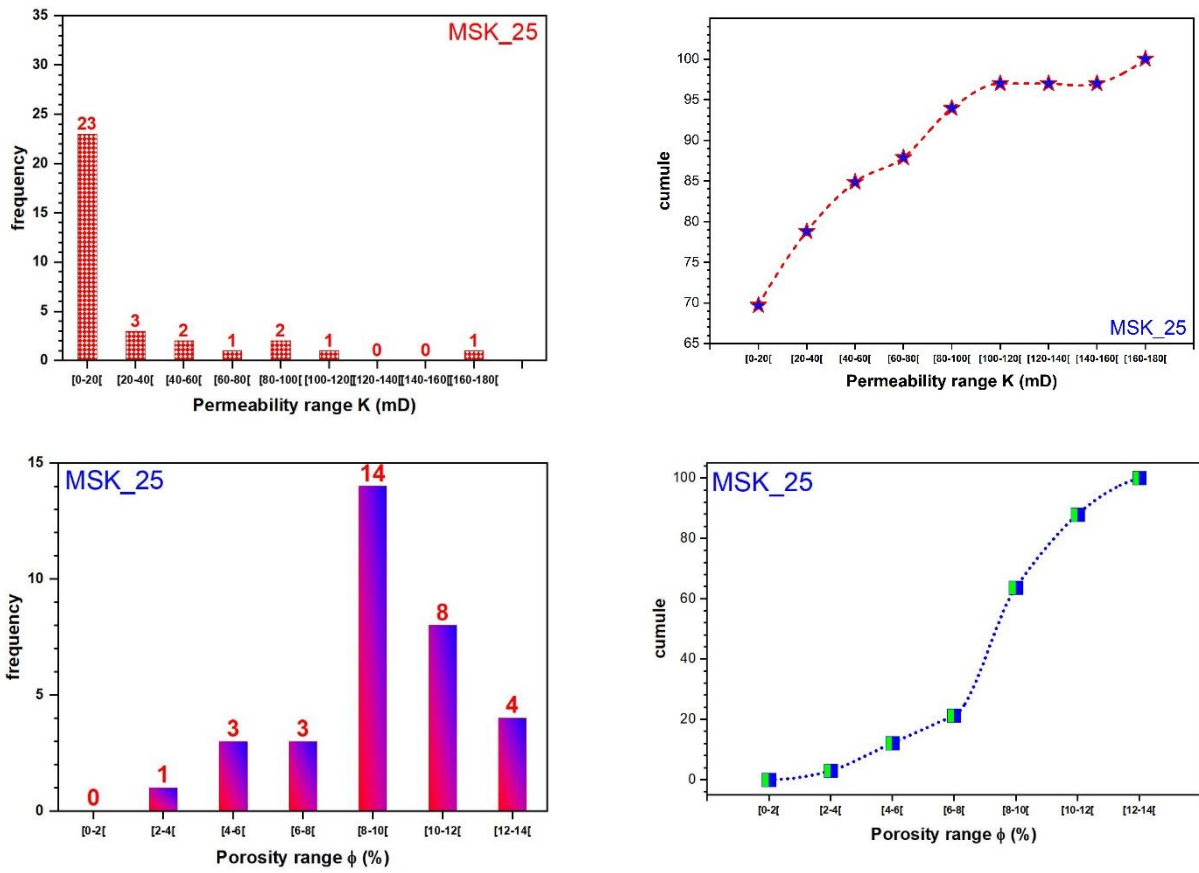 MSK_25
frequency
35
30
25
20
15
10
5
0
23
3
2
1
2
1
0
0
1
[0-20[ [20-40[ [40-60[ [60-80[ [80-100[ [100-120[ [120-140[ [140-160[ [160-180[
Permeability range K (mD)
cumule
100
95
90
85
80
75
70
65
MSK_25
[0-20[ [20-40[ [40-60[ [60-80[ [80-100[ [100-120[ [120-140[ [140-160[ [160-180[
Permeability range K (mD)
MSK_25
frequency
15
10
5
0
0
1
3
3
14
8
4
[0-2[ [2-4[ [4-6[ [6-8[ [8-10[ [10-12[ [12-14[
Porosity range ϕ (%)
MSK_25
cumule
100
80
60
40
20
0
[0-2[ [2-4[ [4-6[ [6-8[ [8-10[ [10-12[ [12-14[
Porosity range ϕ (%)